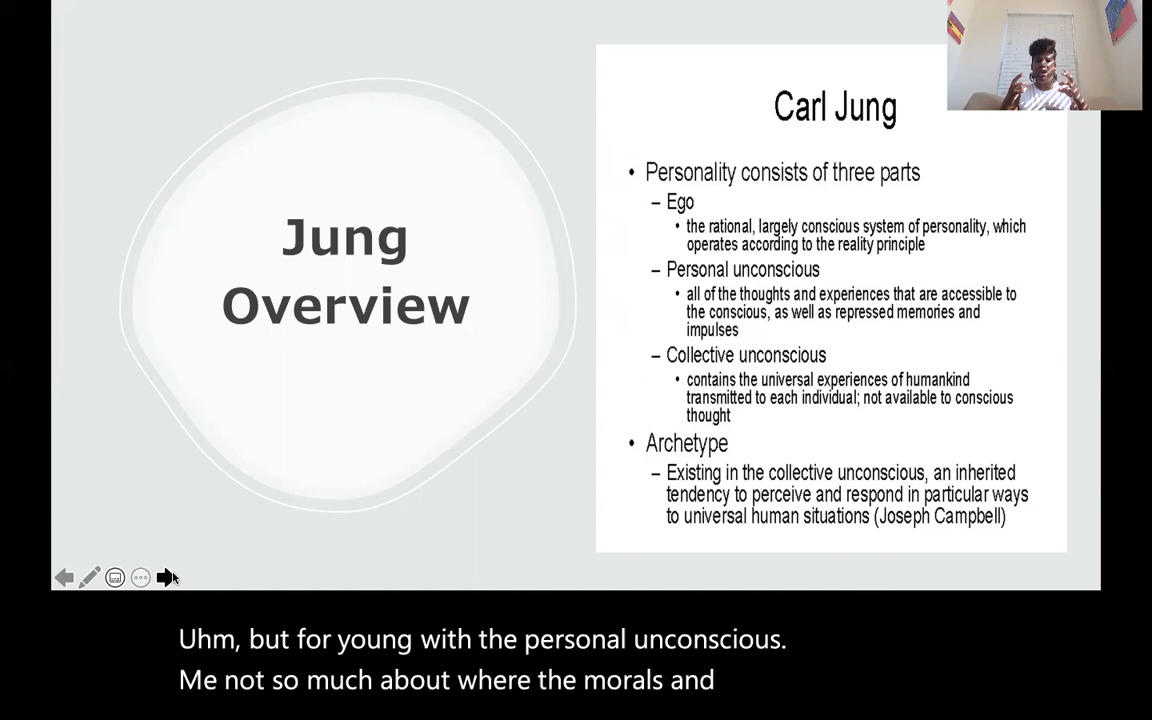 Jung
Overview
Carl Jung
• Personality consists of three parts
– Ego
• the rational, largely conscious system of personality, which
operates according to the reality principle
– Personal unconscious
• all of the thoughts and experiences that are accessible to
the conscious, as well as repressed memories and
impulses
– Collective unconscious
• contains the universal experiences of humankind
transmitted to each individual; not available to conscious
thought
• Archetype
– Existing in the collective unconscious, an inherited
tendency to perceive and respond in particular ways
to universal human situations (Joseph Campbell)
Uhm, but for young with the personal unconscious.
Me not so much about where the morals and